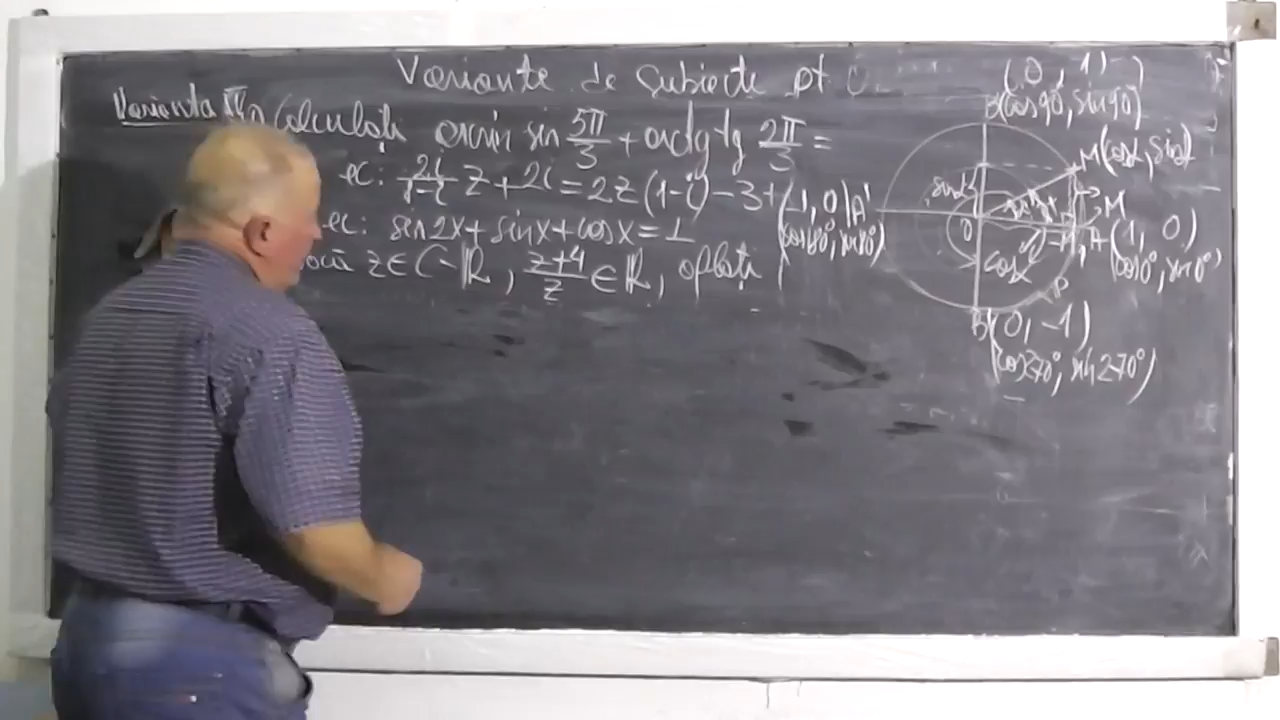 Variante de subiecte pt
Varianta IV Calculați arcsin sin 5π/3 + arctg tg 2π/3 =
ec: 2i/(1-i) z + 2i = 2z(1-i) - 3 +
ec: sin2x + sinx + cosx = 1
z ∈ C - ℝ, (z+4)/z ∈ ℝ, aflați
(0, 1)
B(cos90°, sin90°)
M(cosα, sinα)
(-1, 0) A'
(cos180°, sin180°)
sinα
O
cosα
M
A (1, 0)
(cos0°, sin0°)
P
B'(0, -1)
(cos270°, sin270°)